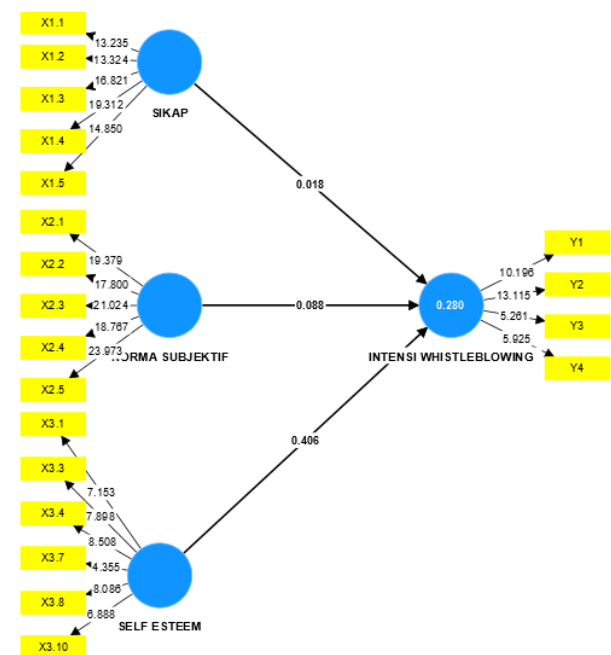 X1.1
13.235
X1.2
13.324
X1.3
16.821
X1.4
19.312
X1.5
14.850
SIKAP
0.018
X2.1
19.379
X2.2
17.800
X2.3
21.024
X2.4
18.767
X2.5
23.973
NORMA SUBJEKTIF
0.088
0.280
INTENSI WHISTLEBLOWING
Y1
10.196
Y2
13.115
Y3
5.261
Y4
5.925
X3.1
7.153
X3.3
7.898
X3.4
8.508
X3.7
4.355
X3.8
8.086
X3.10
6.888
SELF ESTEEM
0.406